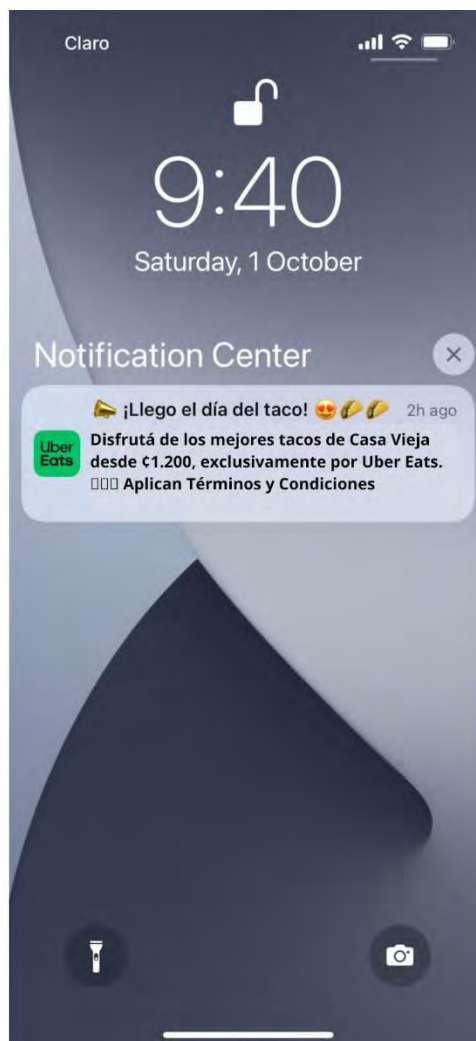 Claro
9:40
Saturday, 1 October
Notification Center
📣 ¡Llego el día del taco! 😍🌮🌮 2h ago
Uber
Eats
Disfrutá de los mejores tacos de Casa Vieja
desde ¢1.200, exclusivamente por Uber Eats.
▯▯▯ Aplican Términos y Condiciones